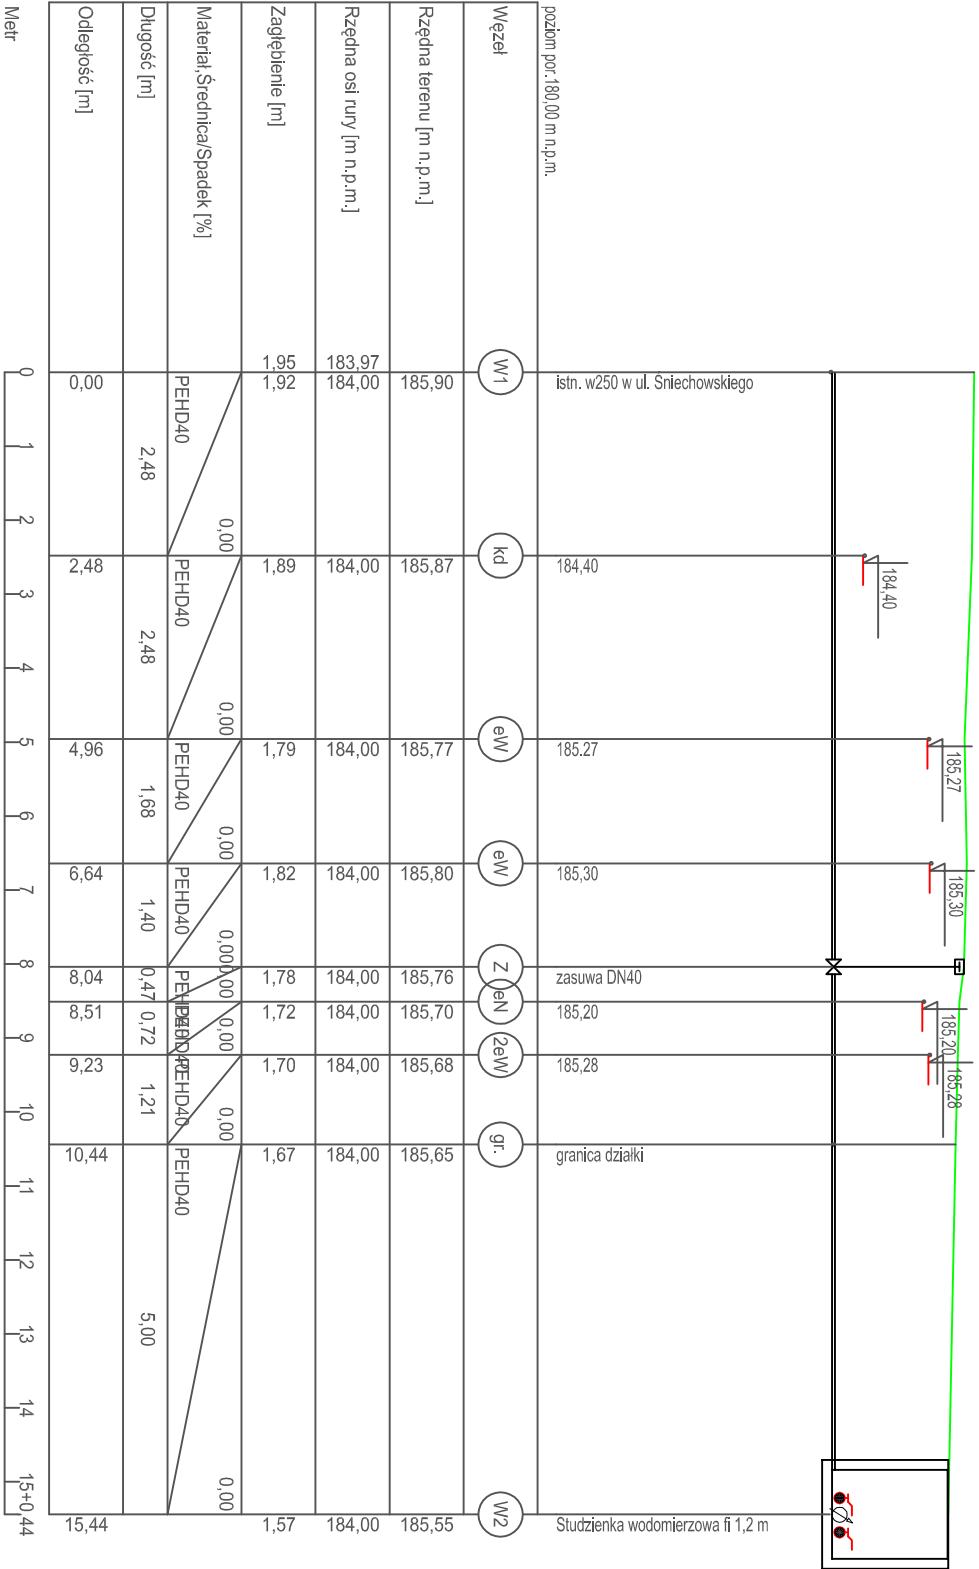 poziom por.180,00 m n.p.m.
184,40
185,27
185,30
185,20
185,28
istn. w250 w ul. Śniechowskiego
184,40
185.27
185,30
zasuwa DN40
185,20
185,28
granica działki
Studzienka wodomierzowa fi 1,2 m
Węzeł
W1
kd
eW
eW
Z
eN
2eW
gr.
W2
Rzędna terenu [m n.p.m.]
185,90
185,87
185,77
185,80
185,76
185,70
185,68
185,65
185,55
Rzędna osi rury [m n.p.m.]
183,97
184,00
184,00
184,00
184,00
184,00
184,00
184,00
184,00
184,00
Zagłębienie [m]
1,95
1,92
1,89
1,79
1,82
1,78
1,72
1,70
1,67
1,57
Materiał,Średnica/Spadek [%]
0,00
0,00
0,00
0,00
0,00
0,00
0,00
0,00
PEHD40
PEHD40
PEHD40
PEHD40
PEHD40
PEHD40
PEHD40
PEHD40
Długość [m]
2,48
2,48
1,68
1,40
0,47
0,72
1,21
5,00
Odległość [m]
0,00
2,48
4,96
6,64
8,04
8,51
9,23
10,44
15,44
Metr
0
1
2
3
4
5
6
7
8
9
10
11
12
13
14
15+0,44